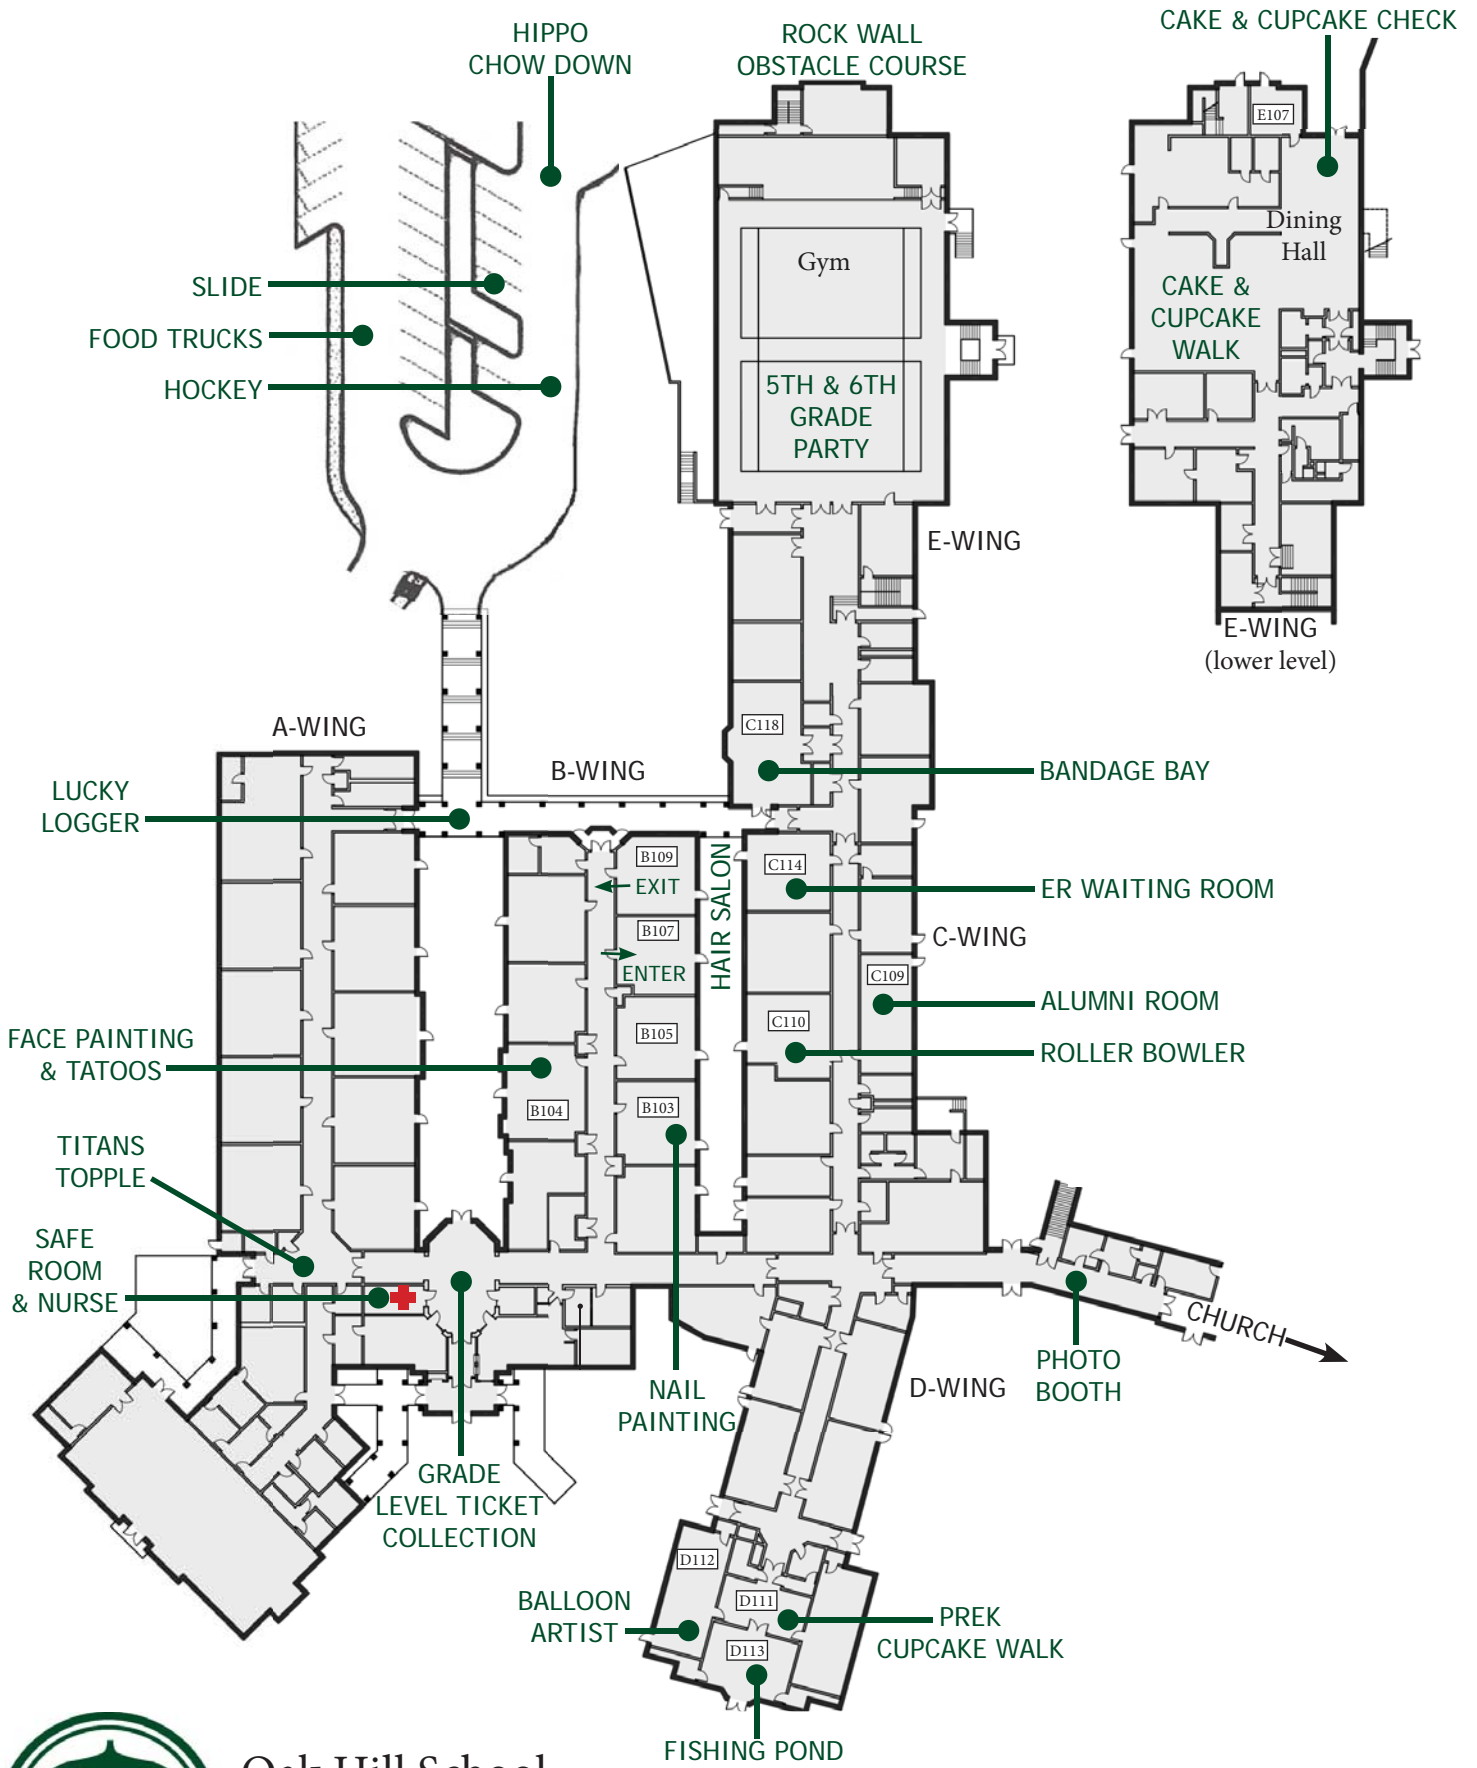 HIPPO
CHOW DOWN
ROCK WALL
OBSTACLE COURSE
CAKE & CUPCAKE CHECK
E107
Dining
Hall
Gym
SLIDE
CAKE &
CUPCAKE
WALK
FOOD TRUCKS
HOCKEY
5TH & 6TH
GRADE
PARTY
E-WING
E-WING
(lower level)
A-WING
C118
B-WING
BANDAGE BAY
LUCKY
LOGGER
B109
EXIT
HAIR SALON
C114
ER WAITING ROOM
B107
ENTER
C-WING
C109
ALUMNI ROOM
FACE PAINTING
& TATOOS
B105
C110
ROLLER BOWLER
B104
B103
TITANS
TOPPLE
SAFE
ROOM
& NURSE
CHURCH
PHOTO
BOOTH
NAIL
PAINTING
D-WING
GRADE
LEVEL TICKET
COLLECTION
D112
D111
BALLOON
ARTIST
PREK
CUPCAKE WALK
D113
FISHING POND
Oak Hill School